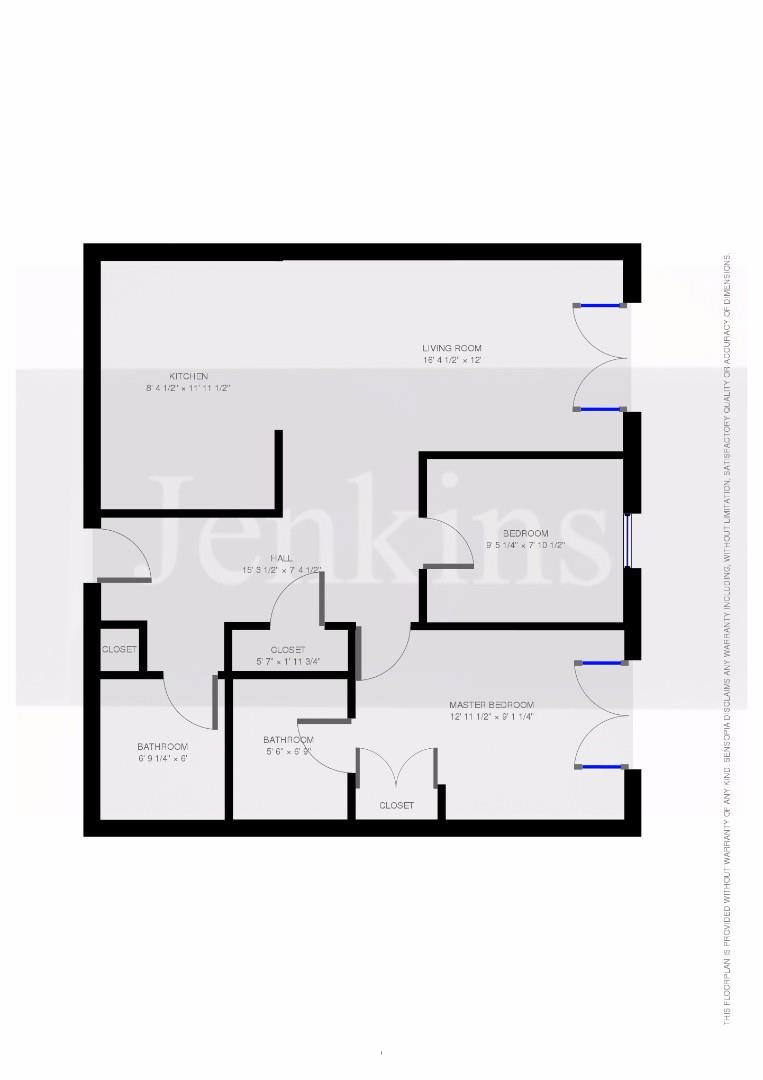 LIVING ROOM
16' 4 1/2" × 12'
KITCHEN
8' 4 1/2" × 11' 11 1/2"
Jenkins
BEDROOM
9' 5 1/4" × 7' 10 1/2"
HALL
15' 3 1/2" × 7' 4 1/2"
CLOSET
CLOSET
5' 7" × 1' 11 3/4"
MASTER BEDROOM
12' 11 1/2" × 9' 1 1/4"
BATHROOM
6' 9 1/4" × 6'
BATHROOM
5' 6" × 6' 9"
CLOSET
THIS FLOORPLAN IS PROVIDED WITHOUT WARRANTY OF ANY KIND. SENSOPIA DISCLAIMS ANY WARRANTY INCLUDING, WITHOUT LIMITATION, SATISFACTORY QUALITY OR ACCURACY OF DIMENSIONS.